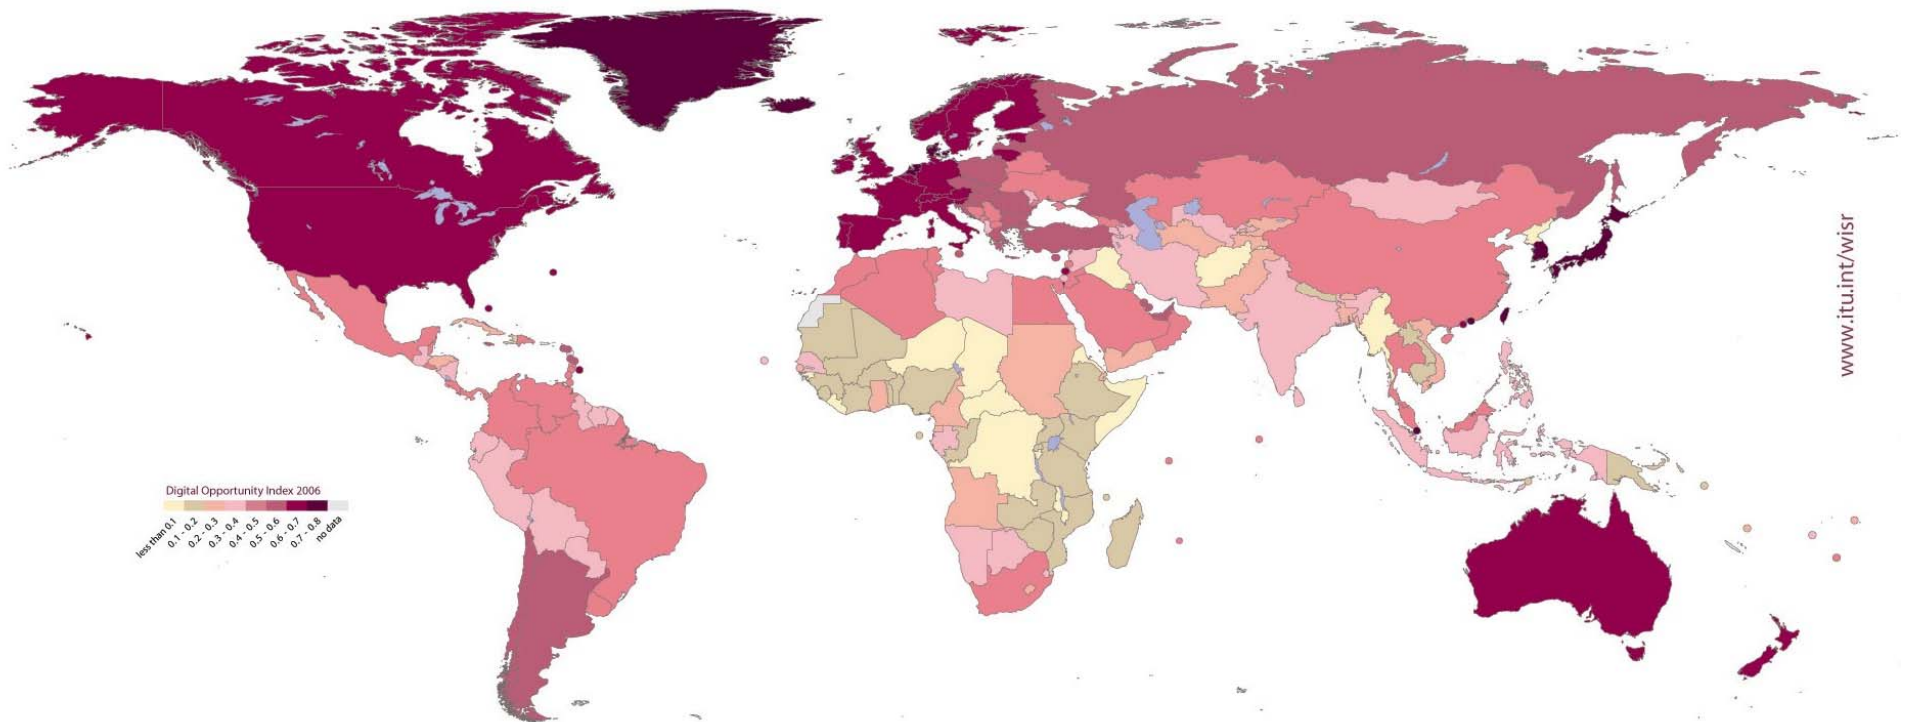 www.itu.int/wisr
Digital Opportunity Index 2006
less than 0.1
0.1 - 0.2
0.2 - 0.3
0.3 - 0.4
0.4 - 0.5
0.5 - 0.6
0.6 - 0.7
0.7 - 0.8
no data